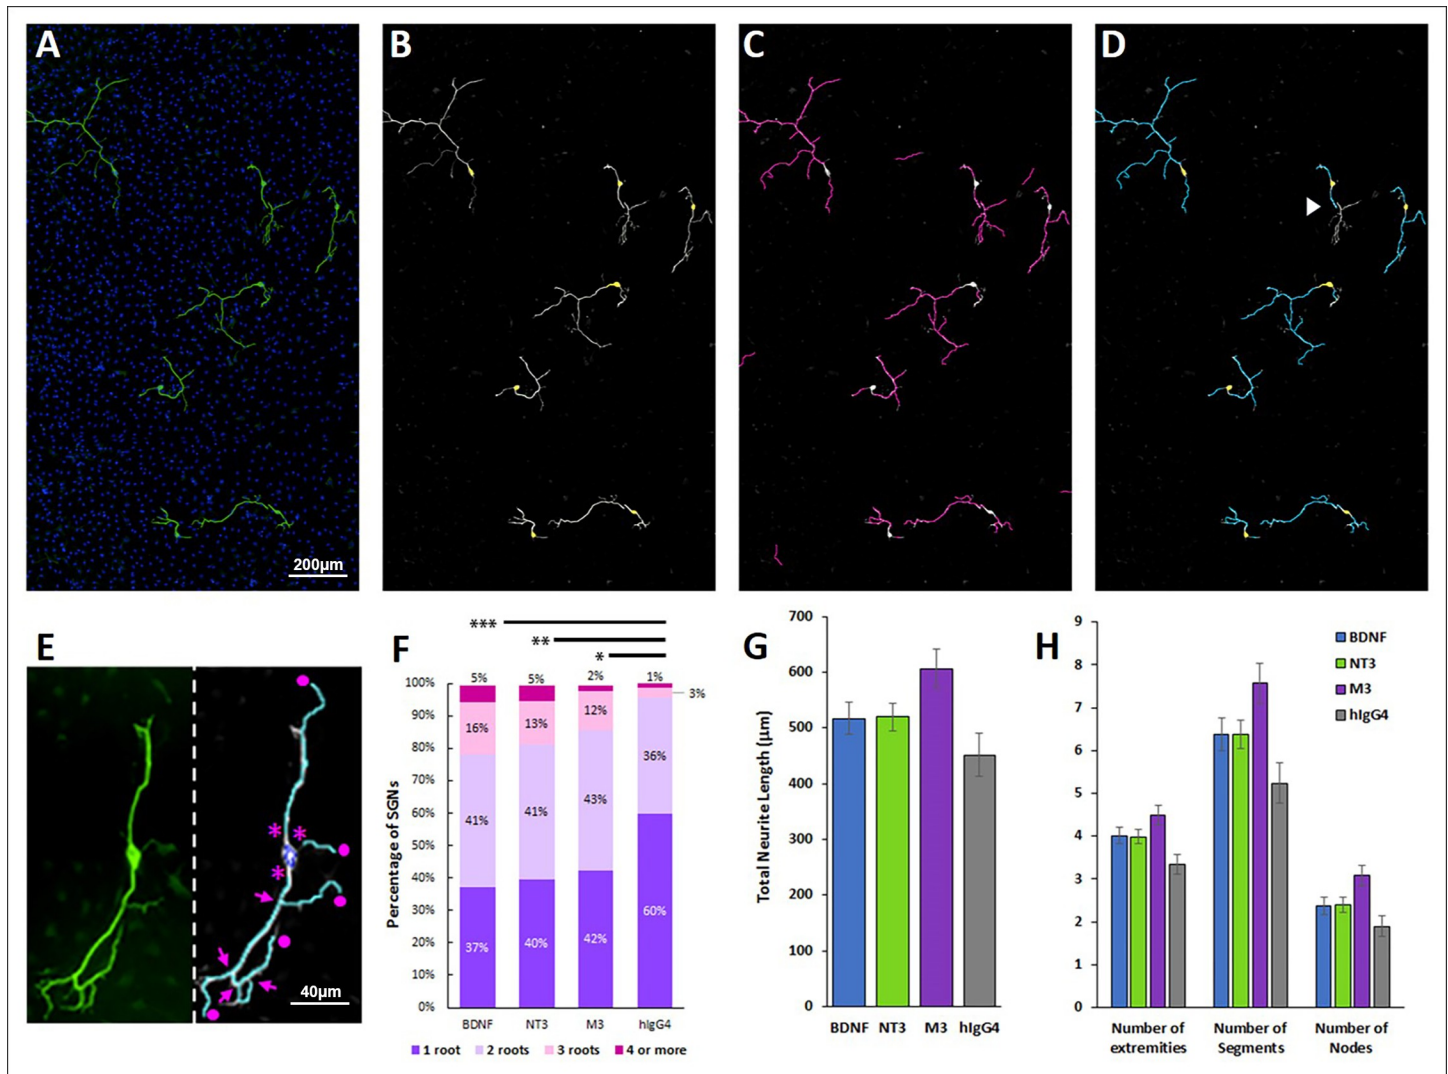 A
B
C
D
200µm
E
40µm
F
***
**
*
5%
5%
2%
1%
3%
100%
90%
80%
70%
60%
50%
40%
30%
20%
10%
0%
Percentage of SGNs
16%
13%
12%
41%
41%
43%
36%
37%
40%
42%
60%
BDNF
NT3
M3
hIgG4
1 root
2 roots
3 roots
4 or more
G
700
600
500
400
300
200
100
0
Total Neurite Length (µm)
BDNF
NT3
M3
hIgG4
H
9
8
7
6
5
4
3
2
1
0
BDNF
NT3
M3
hIgG4
Number of
extremities
Number of
Segments
Number of
Nodes